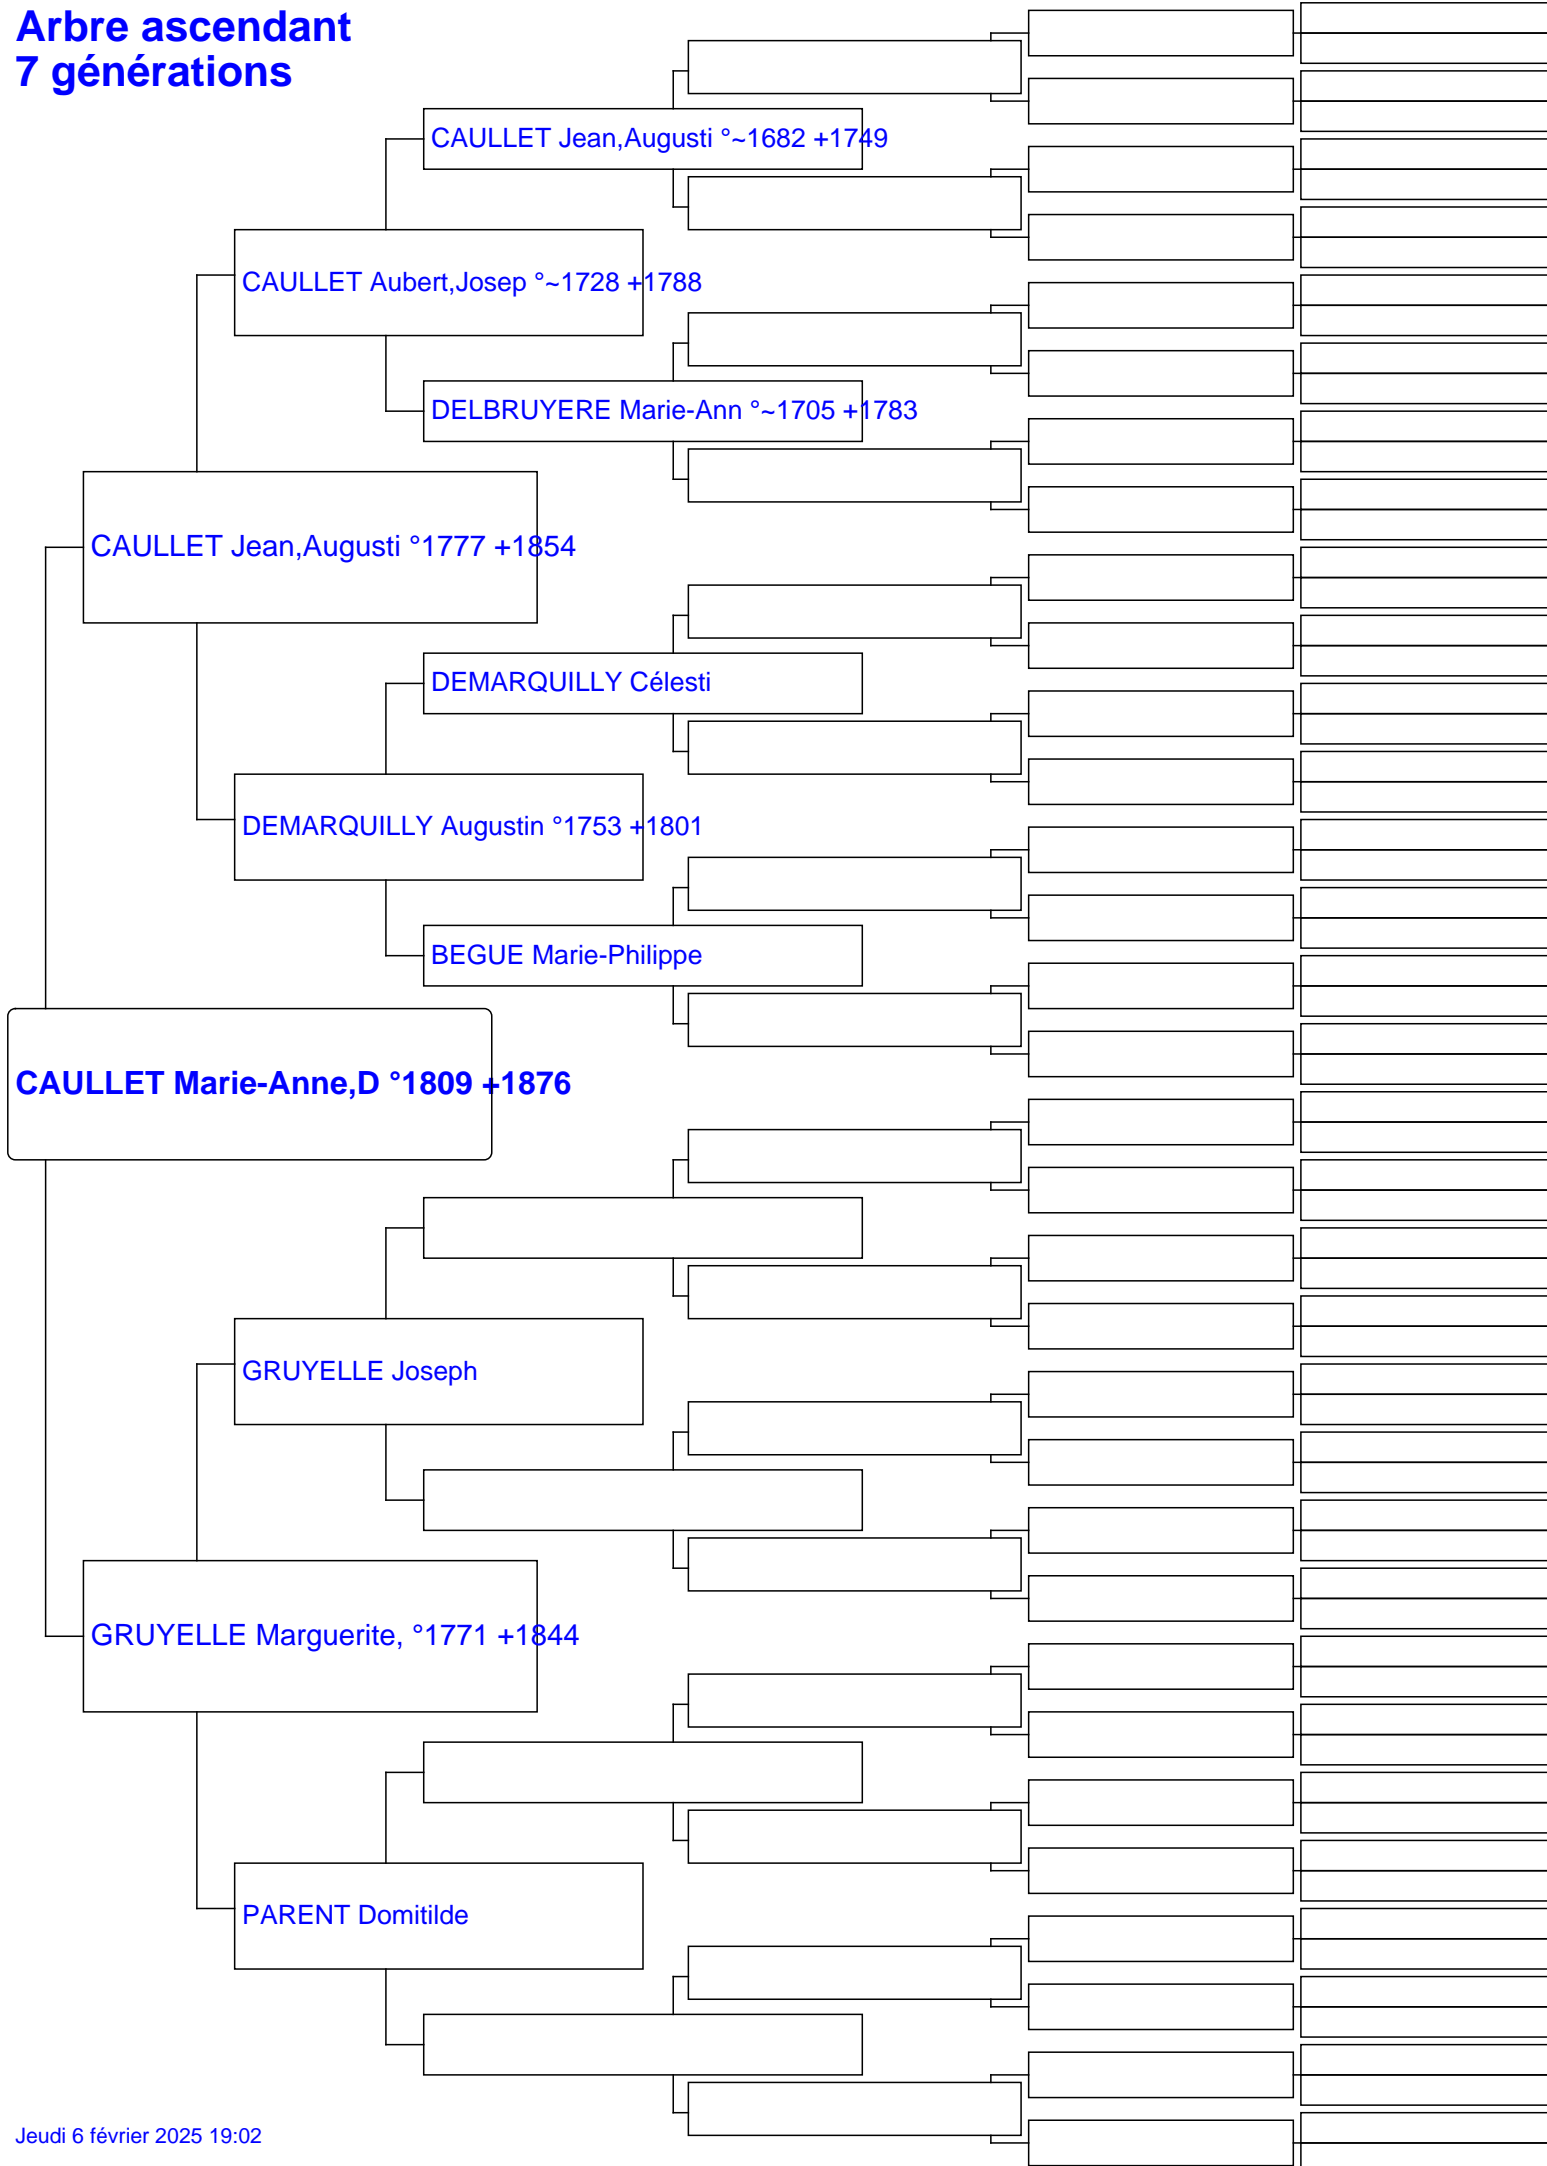 Arbre ascendant
7 générations
CAULLET Jean,Augusti °~1682 +1749
CAULLET Aubert,Josep °~1728 +1788
DELBRUYERE Marie-Ann °~1705 +1783
CAULLET Jean,Augusti °1777 +1854
DEMARQUILLY Célesti
DEMARQUILLY Augustin °1753 +1801
BEGUE Marie-Philippe
CAULLET Marie-Anne,D °1809 +1876
GRUYELLE Joseph
GRUYELLE Marguerite, °1771 +1844
PARENT Domitilde
Jeudi 6 février 2025 19:02